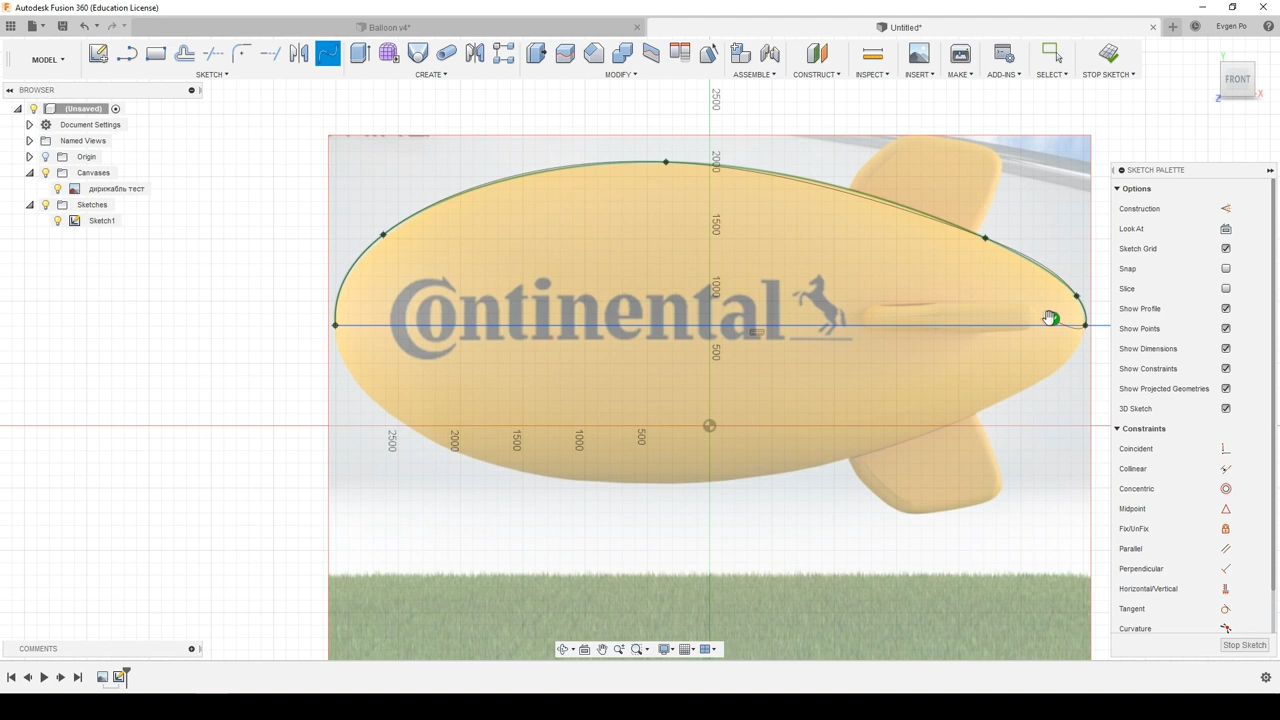 Autodesk Fusion 360 (Education License)
Balloon v4*
Untitled*
Evgen Po
MODEL
SKETCH
CREATE
MODIFY
ASSEMBLE
CONSTRUCT
INSPECT
INSERT
MAKE
ADD-INS
SELECT
STOP SKETCH
BROWSER
(Unsaved)
Document Settings
Named Views
Origin
Canvases
дирижабль тест
Sketches
Sketch1
Y
FRONT
X
Z
2500
2000
1500
1000
500
Continental
2500
2000
1500
1000
500
SKETCH PALETTE
Options
Construction
Look At
Sketch Grid
Snap
Slice
Show Profile
Show Points
Show Dimensions
Show Constraints
Show Projected Geometries
3D Sketch
Constraints
Coincident
Collinear
Concentric
Midpoint
Fix/UnFix
Parallel
Perpendicular
Horizontal/Vertical
Tangent
Curvature
Stop Sketch
COMMENTS